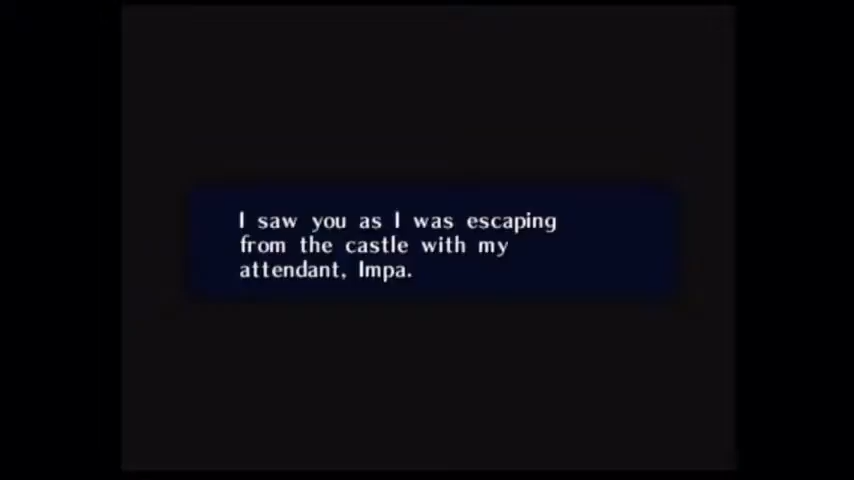 I saw you as I was escaping
from the castle with my
attendant, Impa.